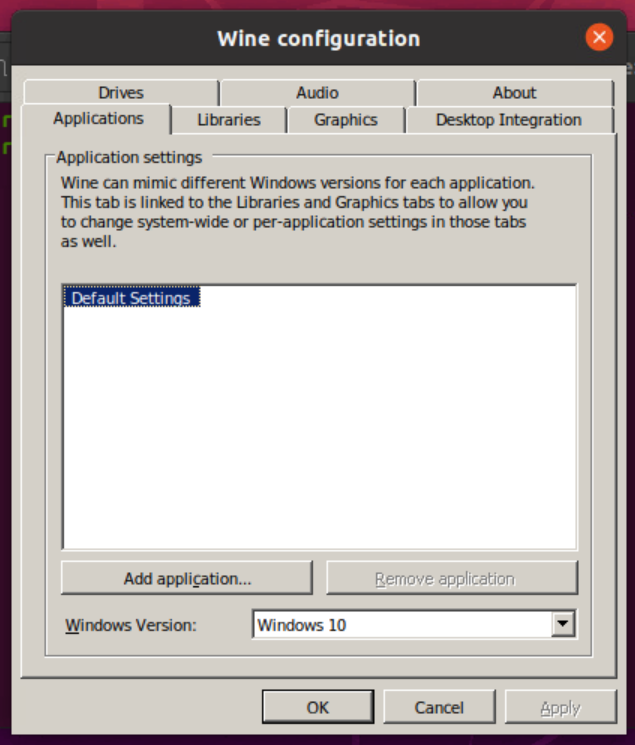 Wine configuration
Drives
Audio
About
Applications
Libraries
Graphics
Desktop Integration
Application settings
Wine can mimic different Windows versions for each application.
This tab is linked to the Libraries and Graphics tabs to allow you
to change system-wide or per-application settings in those tabs
as well.
Default Settings
Add application...
Remove application
Windows Version:
Windows 10
OK
Cancel
Apply